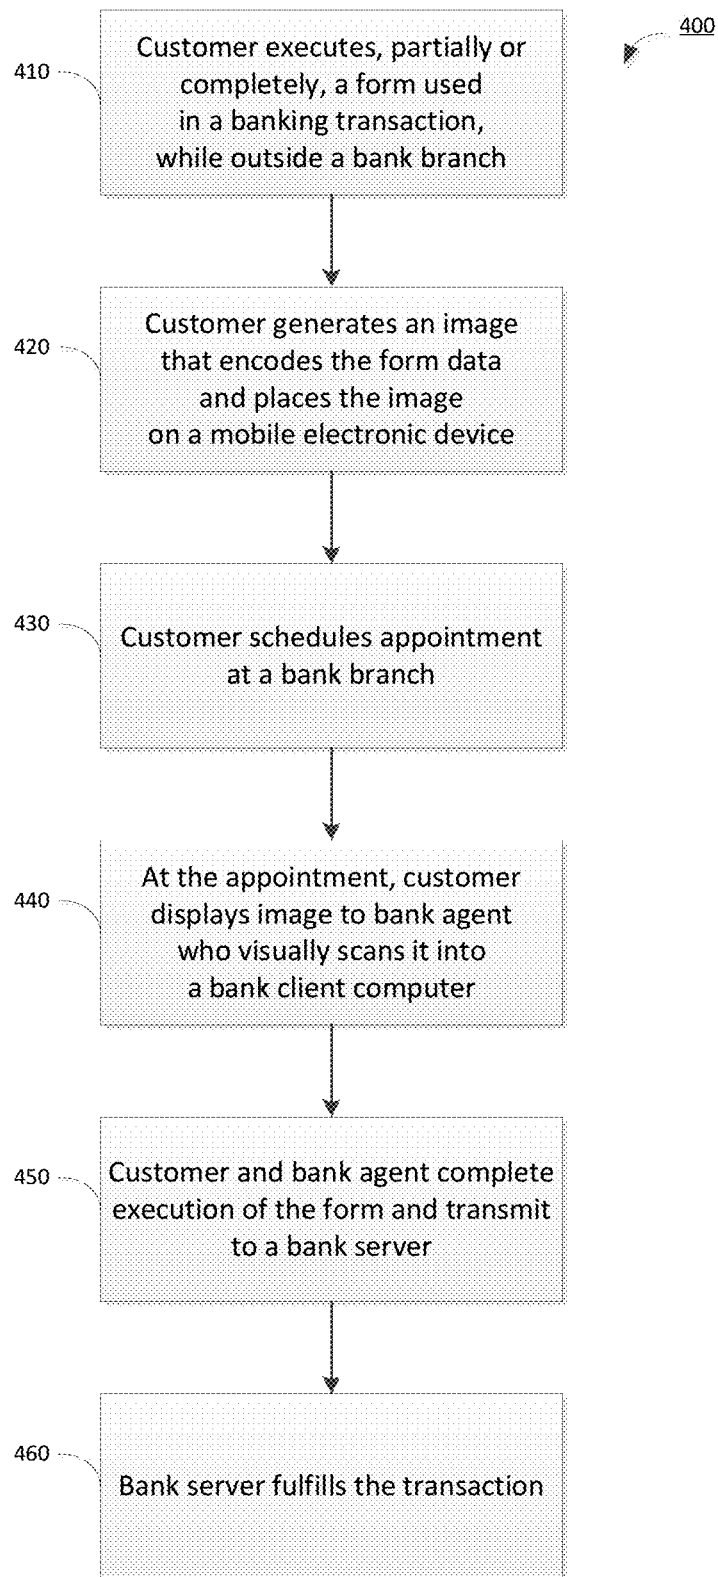 400
410
Customer executes, partially or
completely, a form used
in a banking transaction,
while outside a bank branch
420
Customer generates an image
that encodes the form data
and places the image
on a mobile electronic device
430
Customer schedules appointment
at a bank branch
440
At the appointment, customer
displays image to bank agent
who visually scans it into
a bank client computer
450
Customer and bank agent complete
execution of the form and transmit
to a bank server
460
Bank server fulfills the transaction